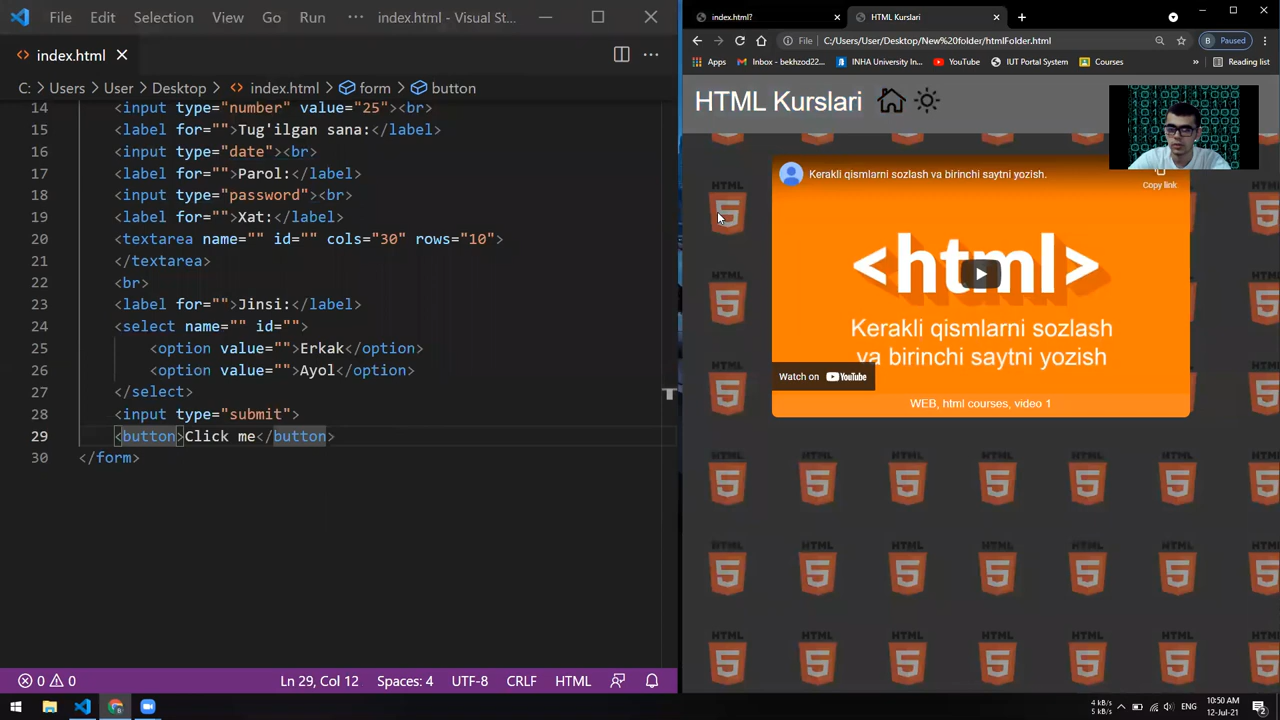 File Edit Selection View Go Run ··· index.html - Visual St...
index.html
C: > Users > User > Desktop > index.html > form > button
14 <input type="number" value="25"><br>
15 <label for="">Tug'ilgan sana:</label>
16 <input type="date"><br>
17 <label for="">Parol:</label>
18 <input type="password"><br>
19 <label for="">Xat:</label>
20 <textarea name="" id="" cols="30" rows="10">
21 </textarea>
22 <br>
23 <label for="">Jinsi:</label>
24 <select name="" id="">
25 <option value="">Erkak</option>
26 <option value="">Ayol</option>
27 </select>
28 <input type="submit">
29 <button>Click me</button>
30 </form>
0 0 Ln 29, Col 12 Spaces: 4 UTF-8 CRLF HTML
index.html? HTML Kurslari
File C:/Users/User/Desktop/New%20folder/htmlFolder.html B Paused
Apps Inbox - bekhzod22... INHA University In... YouTube IUT Portal System Courses » Reading list
HTML Kurslari
Kerakli qismlarni sozlash va birinchi saytni yozish.
Copy link
<html>
Kerakli qismlarni sozlash
va birinchi saytni yozish
Watch on YouTube
WEB, html courses, video 1
4 kB/s
5 kB/s
ENG
10:50 AM
12-Jul-21
2